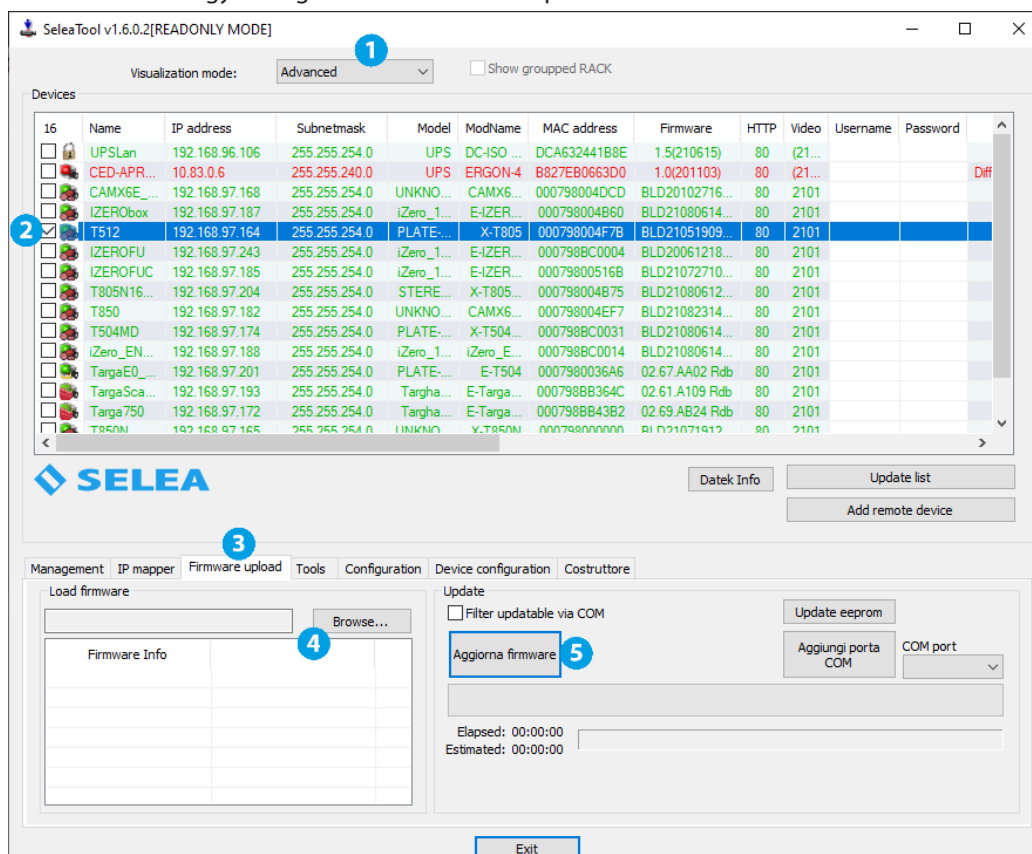 SeleaTool v1.6.0.2[READONLY MODE]
1
Visualization mode: Advanced Show groupped RACK
Devices
16 Name IP address Subnetmask Model ModName MAC address Firmware HTTP Video Username Password
UPSLan 192.168.96.106 255.255.254.0 UPS DC-ISO ... DCA632441B8E 1.5(210615) 80 (21...
CED-APR... 10.83.0.6 255.255.240.0 UPS ERGON-4 B827EB0663D0 1.0(201103) 80 (21... Diff
CAMX6E_... 192.168.97.168 255.255.254.0 UNKNO... CAMX6... 000798004DCD BLD20102716... 80 2101
IZERObox 192.168.97.187 255.255.254.0 iZero_1... E-IZER... 000798004B60 BLD21080614... 80 2101
2 T512 192.168.97.164 255.255.254.0 PLATE-... X-T805 000798004F7B BLD21051909... 80 2101
IZEROFU 192.168.97.243 255.255.254.0 iZero_1... E-IZER... 000798BC0004 BLD20061218... 80 2101
IZEROFUC 192.168.97.185 255.255.254.0 iZero_1... E-IZER... 00079800516B BLD21072710... 80 2101
T805N16... 192.168.97.204 255.255.254.0 STERE... X-T805... 000798004B75 BLD21080612... 80 2101
T850 192.168.97.182 255.255.254.0 UNKNO... CAMX6... 000798004EF7 BLD21082314... 80 2101
T504MD 192.168.97.174 255.255.254.0 PLATE-... X-T504... 000798BC0031 BLD21080614... 80 2101
iZero_EN... 192.168.97.188 255.255.254.0 iZero_1... iZero_E... 000798BC0014 BLD21080614... 80 2101
TargaE0_... 192.168.97.201 255.255.254.0 PLATE-... E-T504 0007980036A6 02.67.AA02 Rdb 80 2101
TargaSca... 192.168.97.193 255.255.254.0 Targha... E-Targa... 000798BB364C 02.61.A109 Rdb 80 2101
Targa750 192.168.97.172 255.255.254.0 Targha... E-Targa... 000798BB43B2 02.69.AB24 Rdb 80 2101
T850N 192.168.97.165 255.255.254.0 UNKNO... X-T850N 000798000000 BLD21071912... 80 2101
SELEA
Datek Info
Update list
Add remote device
3
Management IP mapper Firmware upload Tools Configuration Device configuration Costruttore
Load firmware
Browse...
4
Firmware Info
Update
Filter updatable via COM
Update eeprom
Aggiorna firmware 5
Aggiungi porta COM
COM port
Elapsed: 00:00:00
Estimated: 00:00:00
Exit